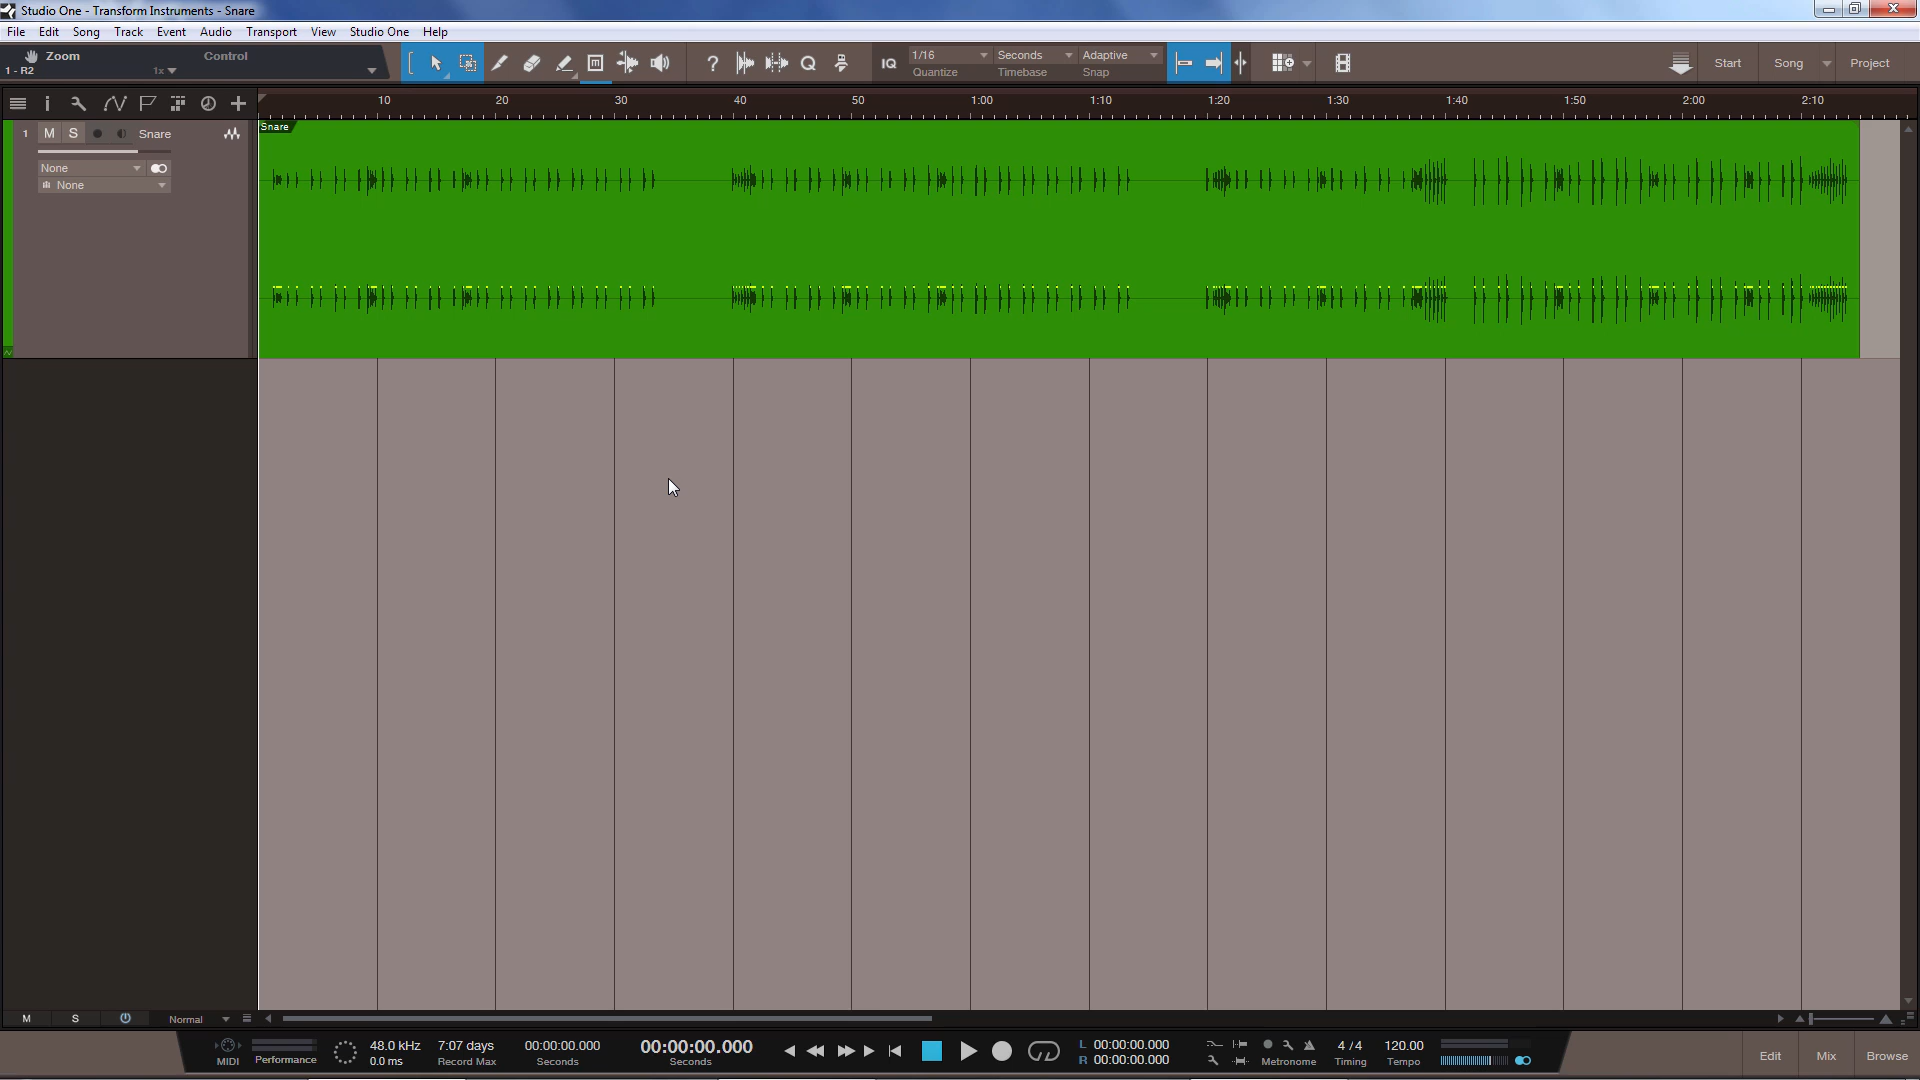 Studio One - Transform Instruments - Snare
File Edit Song Track Event Audio Transport View Studio One Help
Zoom Control
1 - R2 1x
? Q IQ 1/16 Seconds Adaptive
Quantize Timebase Snap
Start Song Project
i 10 20 30 40 50 1:00 1:10 1:20 1:30 1:40 1:50 2:00 2:10
Snare
1 M S Snare
None
None
M S Normal
MIDI
Performance
48.0 kHz
0.0 ms
7:07 days
Record Max
00:00:00.000
Seconds
00:00:00.000
Seconds
L 00:00:00.000
R 00:00:00.000
Metronome
4 / 4
Timing
120.00
Tempo
Edit Mix Browse